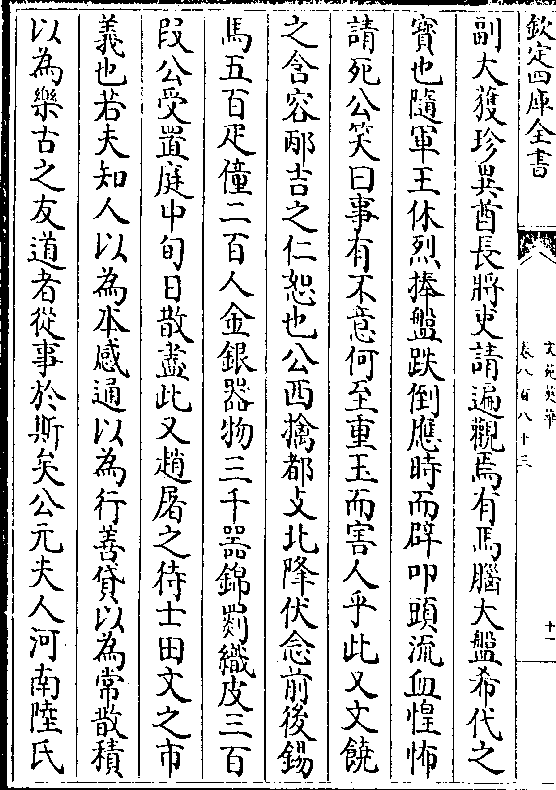 欽定四庫全書
文苑英華
卷八百八十三
十一
副大獲珍異酋長將吏請遍觀焉有馬腦大盤希代之
寳也隨軍王休烈捧盤跌倒應時而碎叩頭流血惶怖
請死公笑曰事有不意何至重玉而害人乎此又文饒
之含容邴吉之仁恕也公西擒都攴北降伏念前後錫
馬五百疋僮二百人金銀器物三千器錦罽織皮三百
叚公受置庭中旬日散盡此又趙屠之待士田文之市
義也若夫知人以為本感通以為行善貸以為常散積
以為樂古之友道者從事於斯矣公元夫人河南陸氏